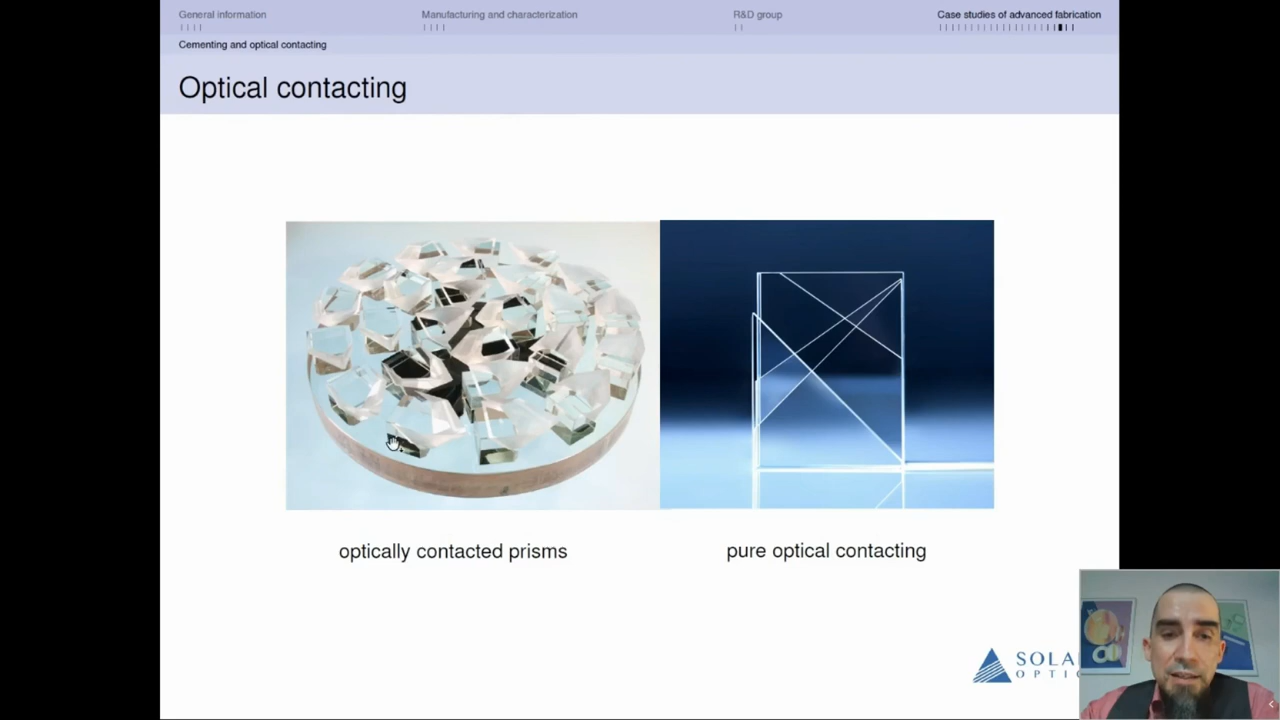 General information
Manufacturing and characterization
R&D group
Case studies of advanced fabrication
Cementing and optical contacting
Optical contacting
optically contacted prisms
pure optical contacting